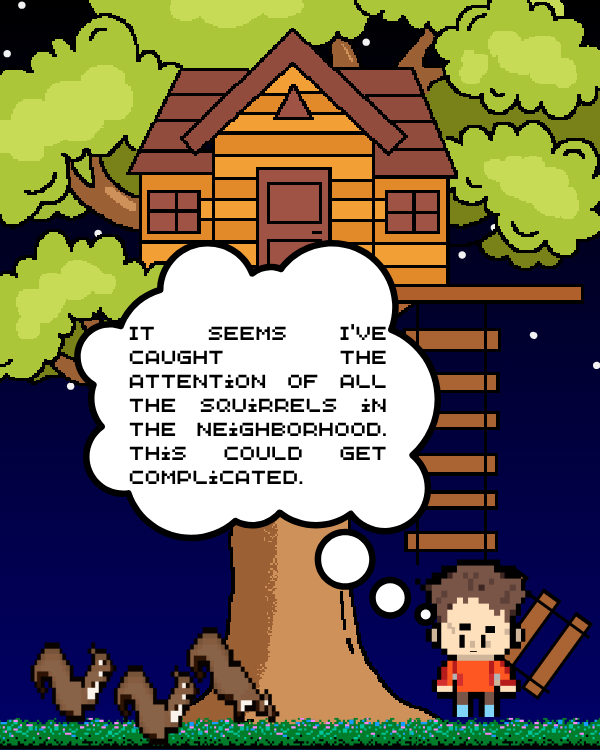 IT SEEMS I'VE
CAUGHT THE
ATTENTiON OF ALL
THE SQUiRRELS iN
THE NEiGHBORHOOD.
THiS COULD GET
COMPLiCATED.